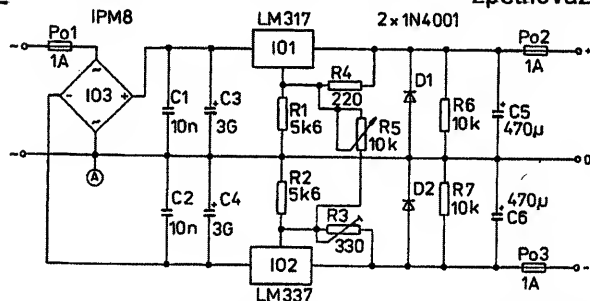 zpětnovaz
IPM8
LM317
2×1N4001
~
Po1
1A
~
-
+
IO3
~
IO1
Po2
1A
+
C1
10n
C3
3G
R4
220
R1
5k6
R5
10k
D1
R6
10k
C5
470µ
~
A
0
C2
10n
C4
3G
R2
5k6
R3
330
D2
R7
10k
470µ
C6
IO2
LM337
Po3
1A
-